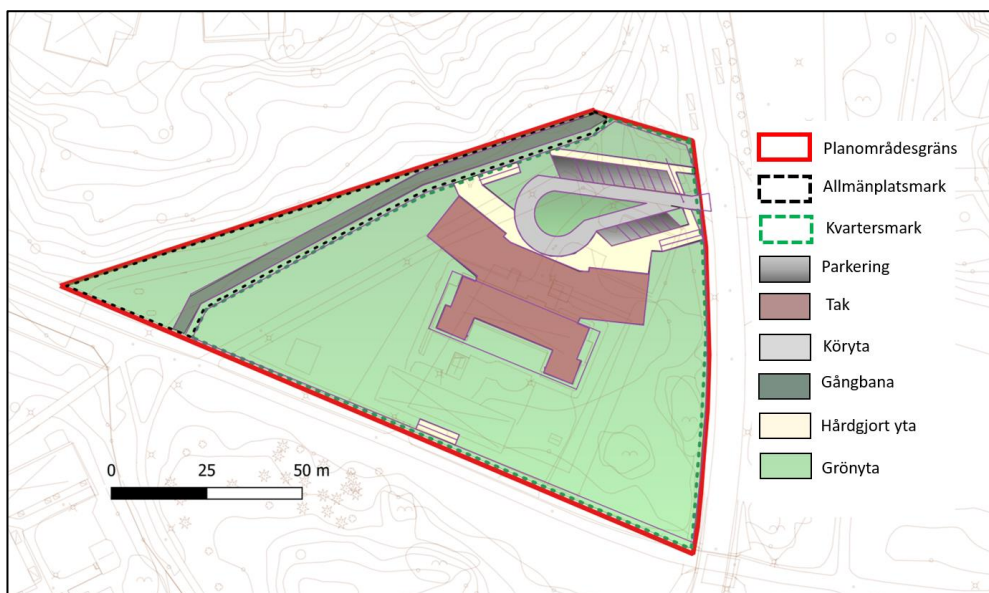 Planområdesgräns
Allmänplatsmark
Kvartersmark
Parkering
Tak
Köryta
Gångbana
Hårdgjort yta
Grönyta
0 25 50 m